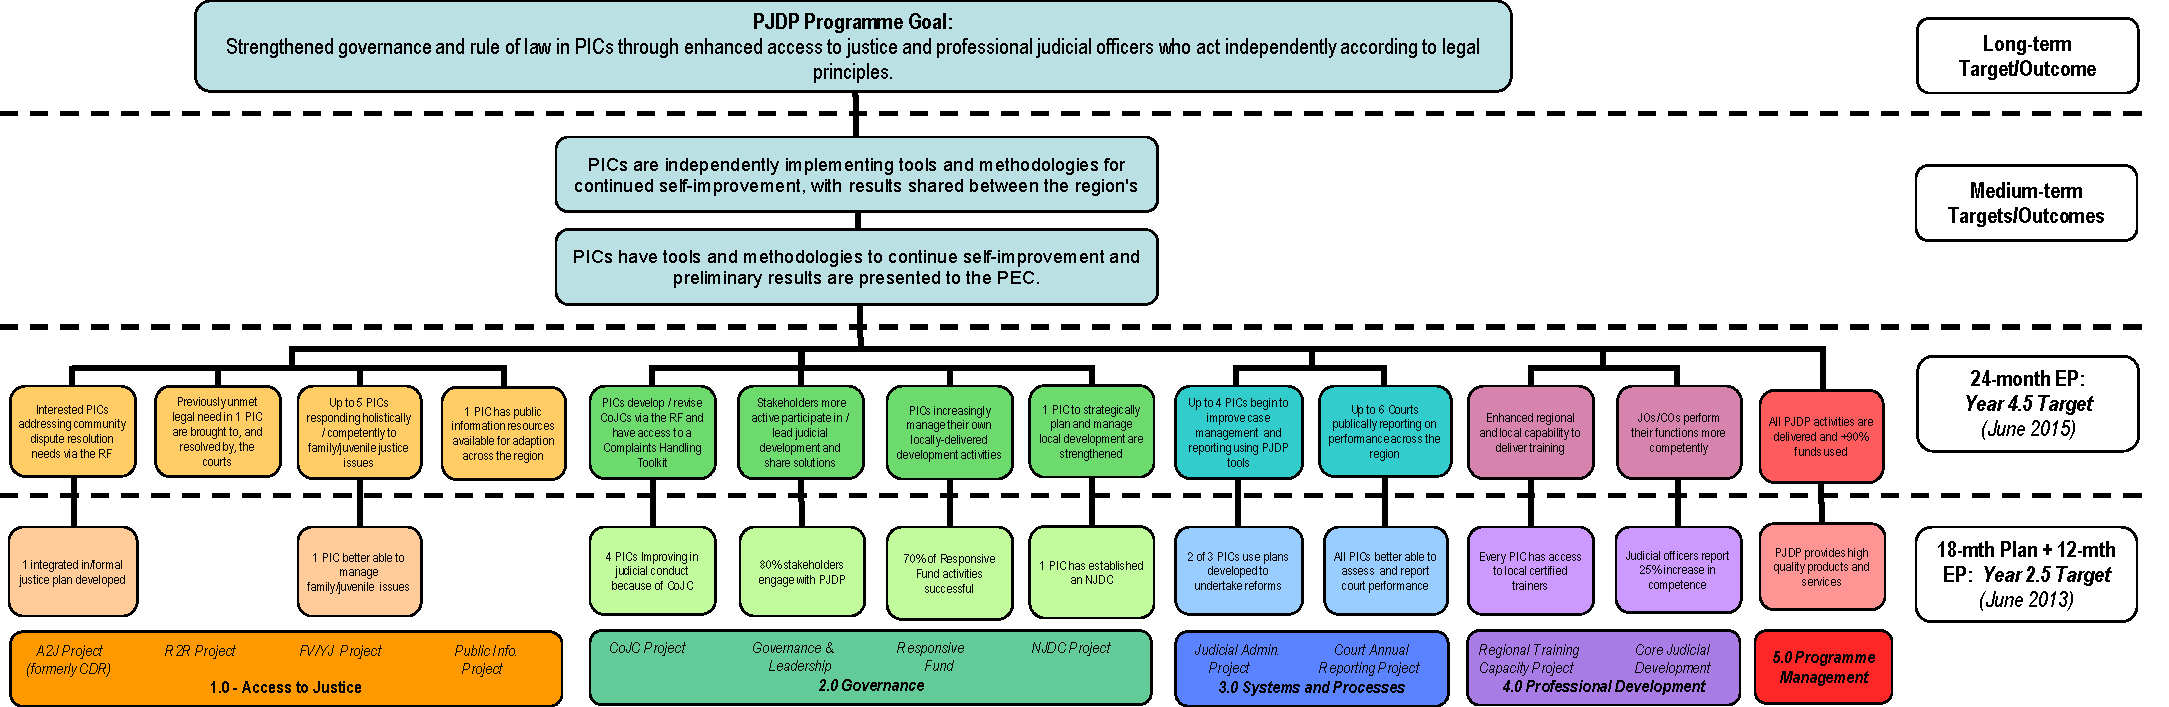 PJDP Programme Goal:
Strengthened governance and rule of law in PICs through enhanced access to justice and professional judicial officers who act independently according to legal
principles.
Long-term
Target/Outcome
PICs are independently implementing tools and methodologies for
continued self-improvement, with results shared between the region's
Medium-term
Targets/Outcomes
PICs have tools and methodologies to continue self-improvement and
preliminary results are presented to the PEC.
Interested PICs
addressing community
dispute resolution
needs via the RF
Previously unmet
legal need in 1 PIC
are brought to, and
resolved by, the
courts
Up to 5 PICs
responding holistically
/ competently to
family/juvenile justice
issues
1 PIC has public
information resources
available for adaption
across the region
PICs develop / revise
CoJCs via the RF and
have access to a
Complaints Handling
Toolkit
Stakeholders more
active participate in /
lead judicial
development and
share solutions
PICs increasingly
manage their own
locally-delivered
development activities
1 PIC to strategically
plan and manage
local development are
strengthened
Up to 4 PICs begin to
improve case
management and
reporting using PJDP
tools
Up to 6 Courts
publically reporting on
performance across the
region
Enhanced regional
and local capability to
deliver training
JOs/COs perform
their functions more
competently
All PJDP activities are
delivered and +90%
funds used
24-month EP:
Year 4.5 Target
(June 2015)
1 integrated in/formal
justice plan developed
1 PIC better able to
manage
family/juvenile issues
4 PICs Improving in
judicial conduct
because of CoJC
80% stakeholders
engage with PJDP
70% of Responsive
Fund activities
successful
1 PIC has established
an NJDC
2 of 3 PICs use plans
developed to
undertake reforms
All PICs better able to
assess and report
court performance
Every PIC has access
to local certified
trainers
Judicial officers report
25% increase in
competence
PJDP provides high
quality products and
services
18-mth Plan + 12-mth
EP: Year 2.5 Target
(June 2013)
A2J Project
(formerly CDR)
R2R Project
FV/YJ Project
Public Info.
Project
1.0 - Access to Justice
CoJC Project
Governance &
Leadership
Responsive
Fund
NJDC Project
2.0 Governance
Judicial Admin.
Project
Court Annual
Reporting Project
3.0 Systems and Processes
Regional Training
Capacity Project
Core Judicial
Development
4.0 Professional Development
5.0 Programme
Management